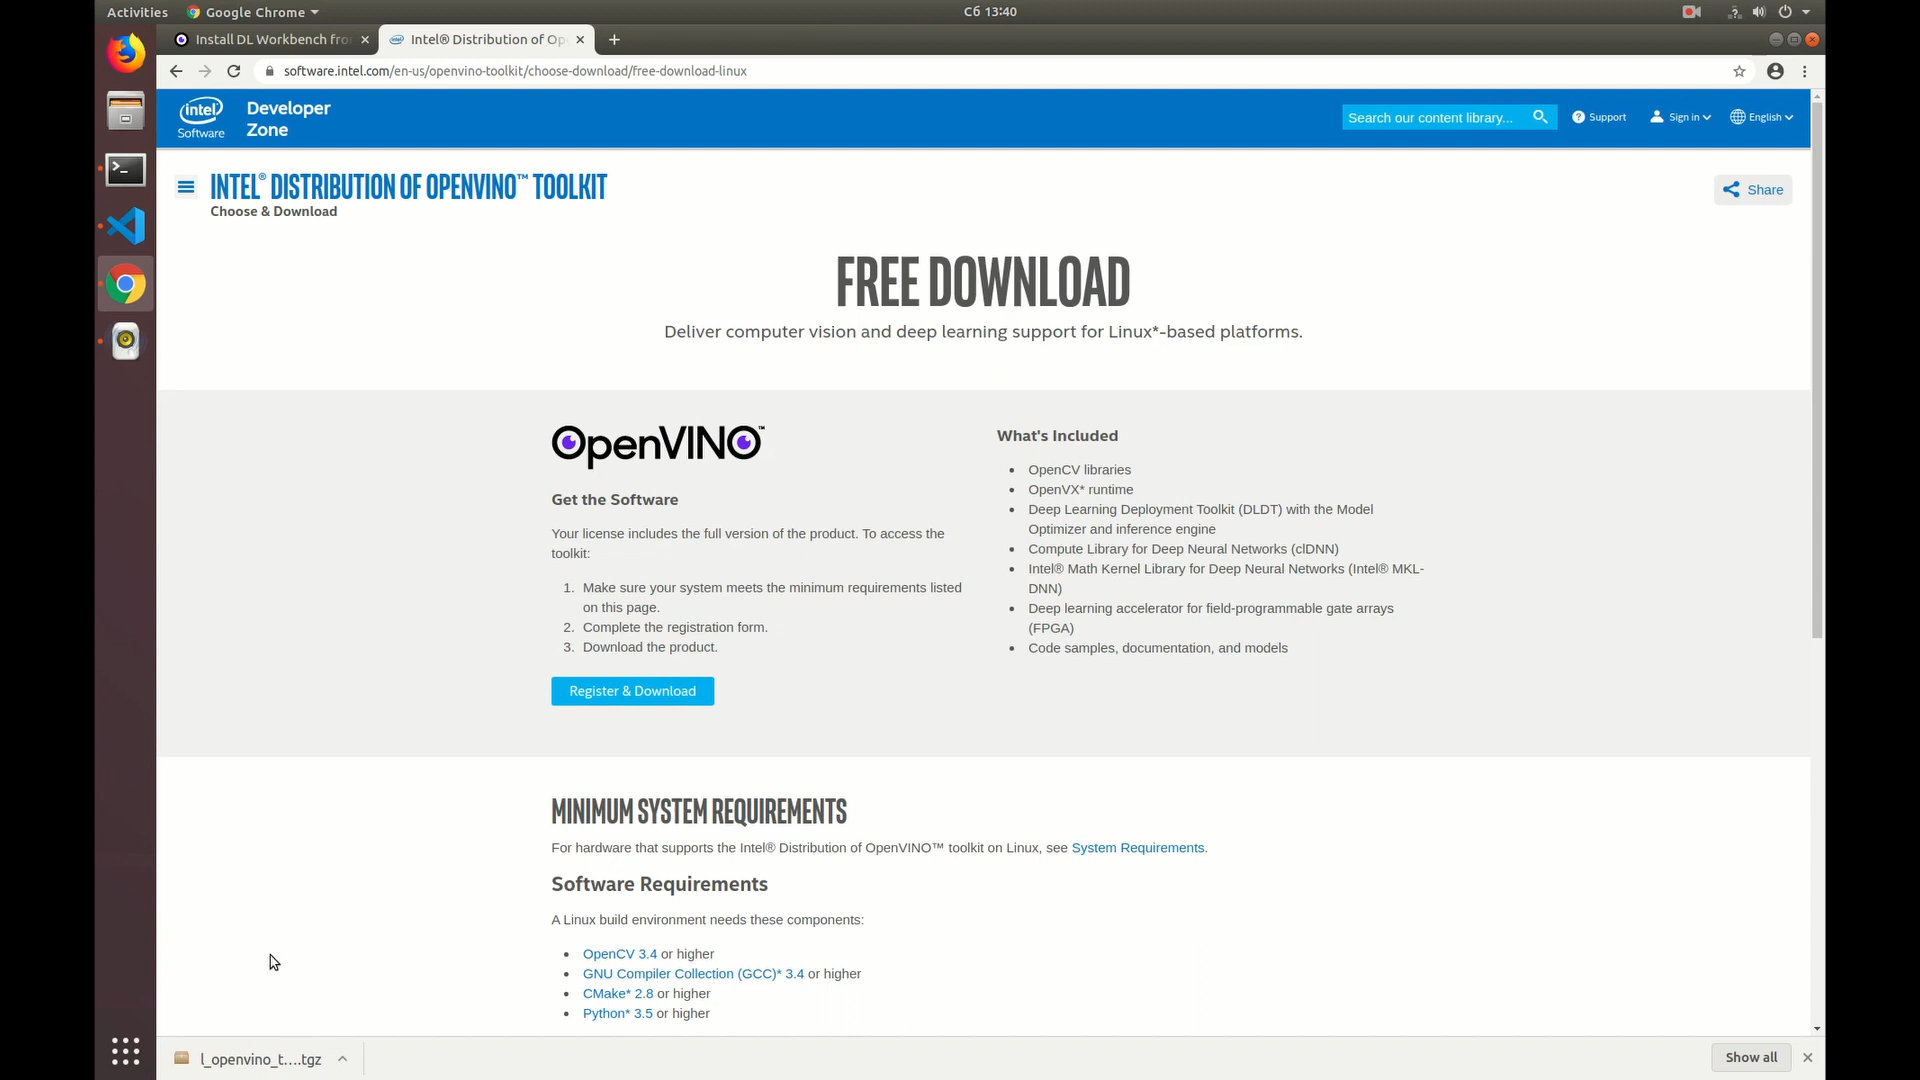 Activities
Google Chrome
Сб 13:40
Install DL Workbench fro
Intel® Distribution of Op
software.intel.com/en-us/openvino-toolkit/choose-download/free-download-linux
intel
Software
Developer
Zone
Search our content library...
Support
Sign in
English
INTEL® DISTRIBUTION OF OPENVINO™ TOOLKIT
Choose & Download
Share
FREE DOWNLOAD
Deliver computer vision and deep learning support for Linux*-based platforms.
OpenVINO™
Get the Software
Your license includes the full version of the product. To access the
toolkit:
1. Make sure your system meets the minimum requirements listed
on this page.
2. Complete the registration form.
3. Download the product.
Register & Download
What's Included
• OpenCV libraries
• OpenVX* runtime
• Deep Learning Deployment Toolkit (DLDT) with the Model
Optimizer and inference engine
• Compute Library for Deep Neural Networks (clDNN)
• Intel® Math Kernel Library for Deep Neural Networks (Intel® MKL-
DNN)
• Deep learning accelerator for field-programmable gate arrays
(FPGA)
• Code samples, documentation, and models
MINIMUM SYSTEM REQUIREMENTS
For hardware that supports the Intel® Distribution of OpenVINO™ toolkit on Linux, see System Requirements.
Software Requirements
A Linux build environment needs these components:
• OpenCV 3.4 or higher
• GNU Compiler Collection (GCC)* 3.4 or higher
• CMake* 2.8 or higher
• Python* 3.5 or higher
l_openvino_t....tgz
Show all